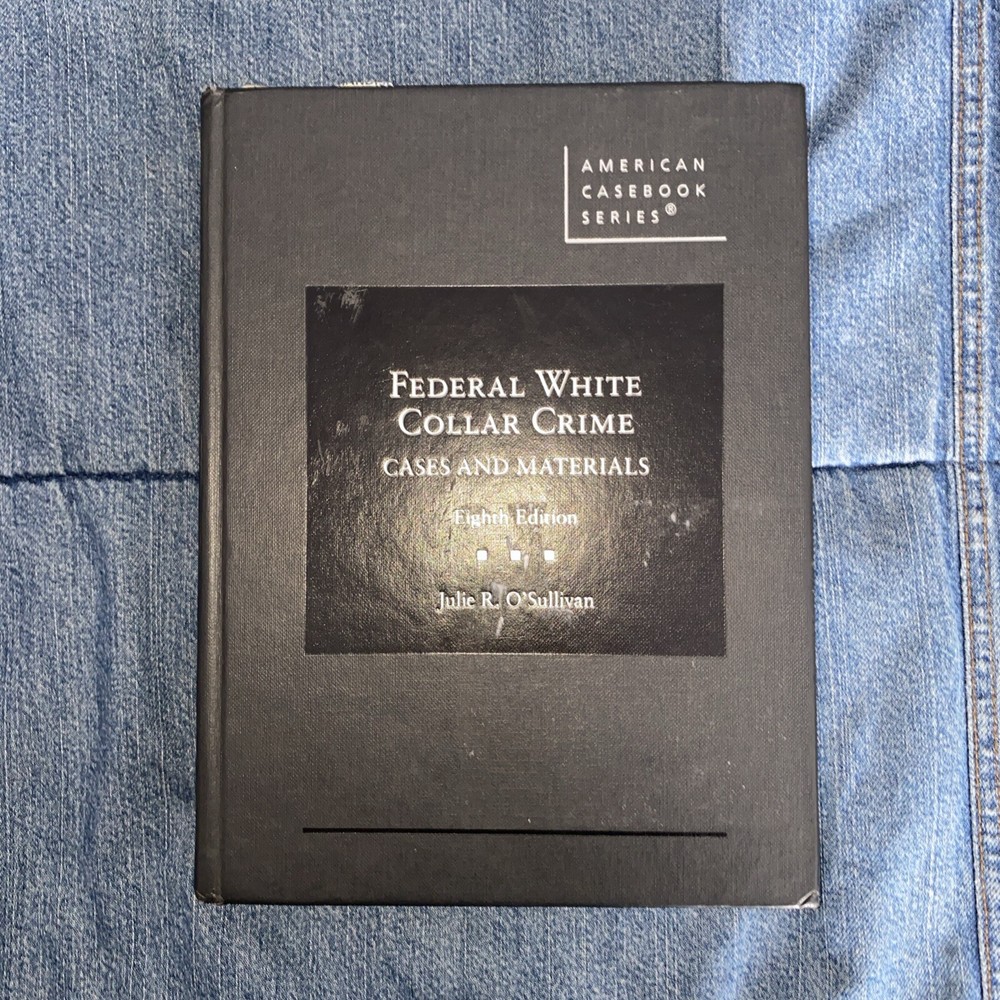 AMERICAN
CASEBOOK
SERIES®
FEDERAL WHITE
COLLAR CRIME
CASES AND MATERIALS
Eighth Edition
Julie R. O'Sullivan